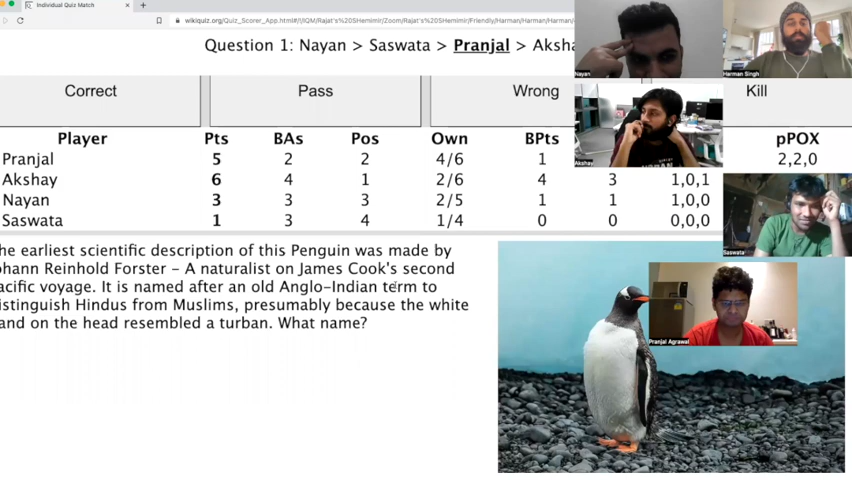 Individual Quiz Match
wikiquiz.org/Quiz_Scorer_App.html#/!/IQM/Rajat's%20SHemimir/Zoom/Rajat's%20SHemimir/Friendly/Harman/Harman/Harman/
Question 1: Nayan > Saswata > Pranjal > Aksha
Nayan
Harman Singh
Correct Pass Wrong Kill
Player Pts BAs Pos Own BPts pPOX
Akshay
Pranjal 5 2 2 4/6 1 2,2,0
Akshay 6 4 1 2/6 4 3 1,0,1
Nayan 3 3 3 2/5 1 1 1,0,0
Saswata 1 3 4 1/4 0 0 0,0,0
Saswata
he earliest scientific description of this Penguin was made by
ohann Reinhold Forster – A naturalist on James Cook's second
acific voyage. It is named after an old Anglo-Indian term to
istinguish Hindus from Muslims, presumably because the white
and on the head resembled a turban. What name?
Pranjal Agrawal